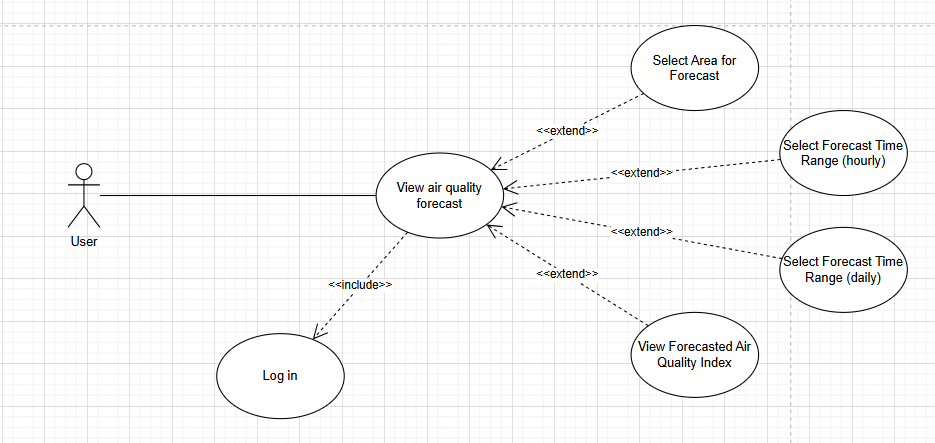 Select Area for
Forecast
<<extend>>
Select Forecast Time
Range (hourly)
<<extend>>
View air quality
forecast
User
<<extend>>
Select Forecast Time
Range (daily)
<<extend>>
<<include>>
View Forecasted Air
Quality Index
Log in